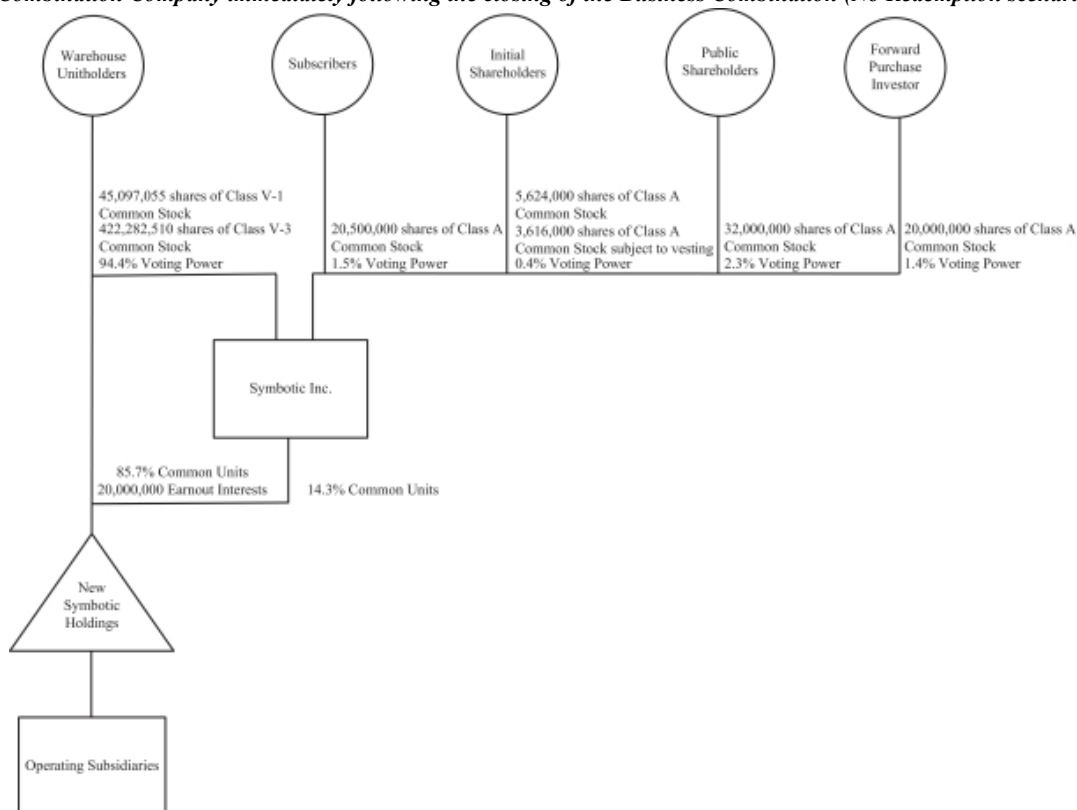 Combination Company immediately following the closing of the Business Combination (No Redemption
Warehouse
Unitholders
Subscribers
Initial
Shareholders
Public
Shareholders
Forward
Purchase
Investor
45,097,055 shares of Class V-1
Common Stock
422,282,510 shares of Class V-3
Common Stock
94.4% Voting Power
20,500,000 shares of Class A
Common Stock
1.5% Voting Power
5,624,000 shares of Class A
Common Stock
3,616,000 shares of Class A
Common Stock subject to vesting
0.4% Voting Power
32,000,000 shares of Class A
Common Stock
2.3% Voting Power
20,000,000 shares of Class A
Common Stock
1.4% Voting Power
Symbotic Inc.
85.7% Common Units
20,000,000 Earnout Interests
14.3% Common Units
New
Symbotic
Holdings
Operating Subsidiaries